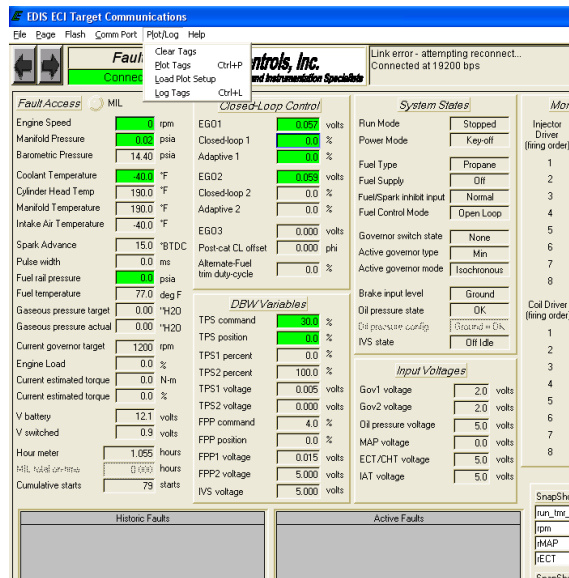 EDIS ECI Target Communications
File Page Flash Comm Port Plot/Log Help
Clear Tags
Plot Tags Ctrl+P
Load Plot Setup
Log Tags Ctrl+L
Faul
Connec
ntrols, Inc.
and Instrumentation Specialists
Link error - attempting reconnect...
Connected at 19200 bps
Fault Access MIL
Engine Speed 0 rpm
Manifold Pressure 0.02 psia
Barometric Pressure 14.40 psia
Coolant Temperature -40.0 °F
Cylinder Head Temp 190.0 °F
Manifold Temperature 190.0 °F
Intake Air Temperature -40.0 °F
Spark Advance 15.0 °BTDC
Pulse width 0.0 ms
Fuel rail pressure 0.0 psia
Fuel temperature 77.0 deg F
Gaseous pressure target 0.00 "H2O
Gaseous pressure actual 0.00 "H2O
Current governor target 1200 rpm
Engine Load 0.0 %
Current estimated torque 0.0 N-m
Current estimated torque 0.0 %
V battery 12.1 volts
V switched 0.9 volts
Hour meter 1.055 hours
MIL total on-time hours
Cumulative starts 79 starts
Closed-Loop Control
EGO1 0.057 volts
Closed-loop 1 0.0 %
Adaptive 1 0.0 %
EGO2 0.059 volts
Closed-loop 2 0.0 %
Adaptive 2 0.0 %
EGO3 0.000 volts
Post-cat CL offset 0.000 phi
Alternate-Fuel
trim duty-cycle 0.0 %
DBW Variables
TPS command 30.0 %
TPS position 0.0 %
TPS1 percent 0.0 %
TPS2 percent 100.0 %
TPS1 voltage 0.005 volts
TPS2 voltage 0.000 volts
FPP command 4.0 %
FPP position 0.0 %
FPP1 voltage 0.015 volts
FPP2 voltage 5.000 volts
IVS voltage 5.000 volts
System States
Run Mode Stopped
Power Mode Key-off
Fuel Type Propane
Fuel Supply Off
Fuel/Spark inhibit input Normal
Fuel Control Mode Open Loop
Governor switch state None
Active governor type Min
Active governor mode Isochronous
Brake input level Ground
Oil pressure state OK
Oil pressure config Ground = OK
IVS state Off Idle
Input Voltages
Gov1 voltage 2.0 volts
Gov2 voltage 2.0 volts
Oil pressure voltage 5.0 volts
MAP voltage 0.0 volts
ECT/CHT voltage 5.0 volts
IAT voltage 5.0 volts
Mor
Injector
Driver
(firing order)
1
2
3
4
5
6
7
8
Coil Driver
(firing order)
1
2
3
4
5
6
7
8
Historic Faults
Active Faults
SnapSho
run_tmr_
rpm
rMAP
rECT
SnapSho